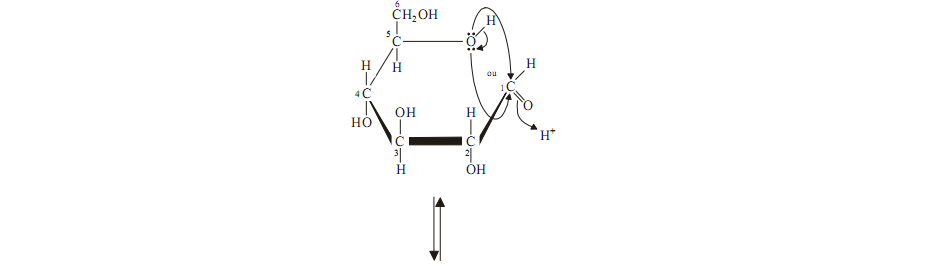 6
CH2OH
5
C O H
H
H
ou
H
4 C
1 C
O
HO OH H H+
C C
3 2
H OH